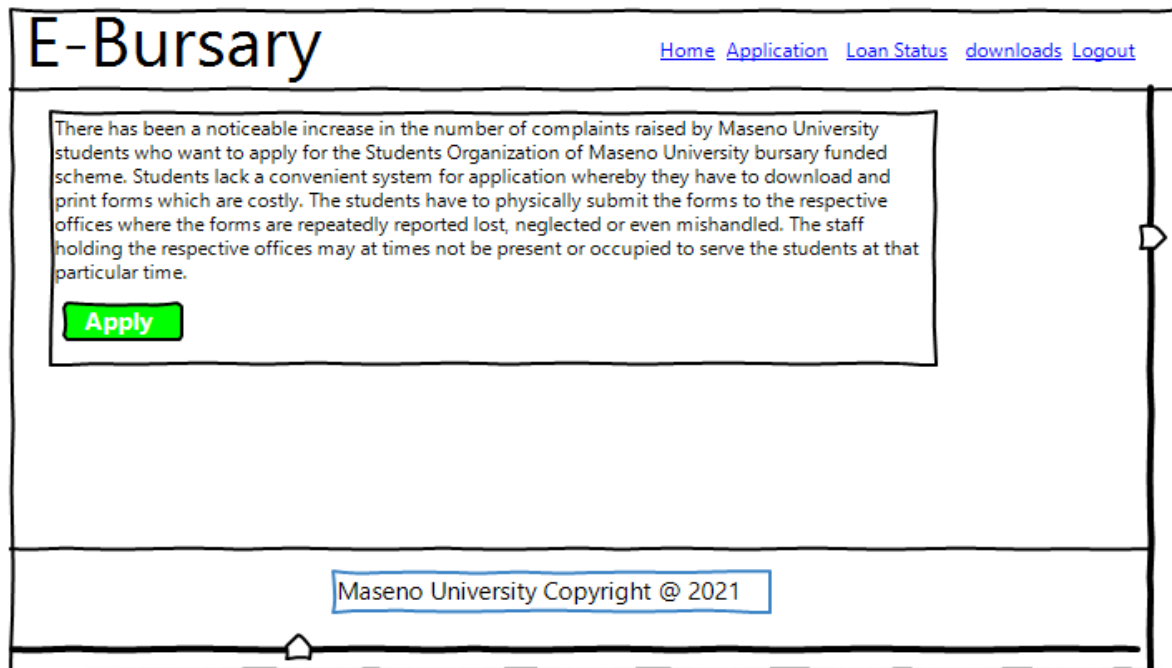 E-Bursary
Home Application Loan Status downloads Logout
There has been a noticeable increase in the number of complaints raised by Maseno University
students who want to apply for the Students Organization of Maseno University bursary funded
scheme. Students lack a convenient system for application whereby they have to download and
print forms which are costly. The students have to physically submit the forms to the respective
offices where the forms are repeatedly reported lost, neglected or even mishandled. The staff
holding the respective offices may at times not be present or occupied to serve the students at that
particular time.
Apply
Maseno University Copyright @ 2021